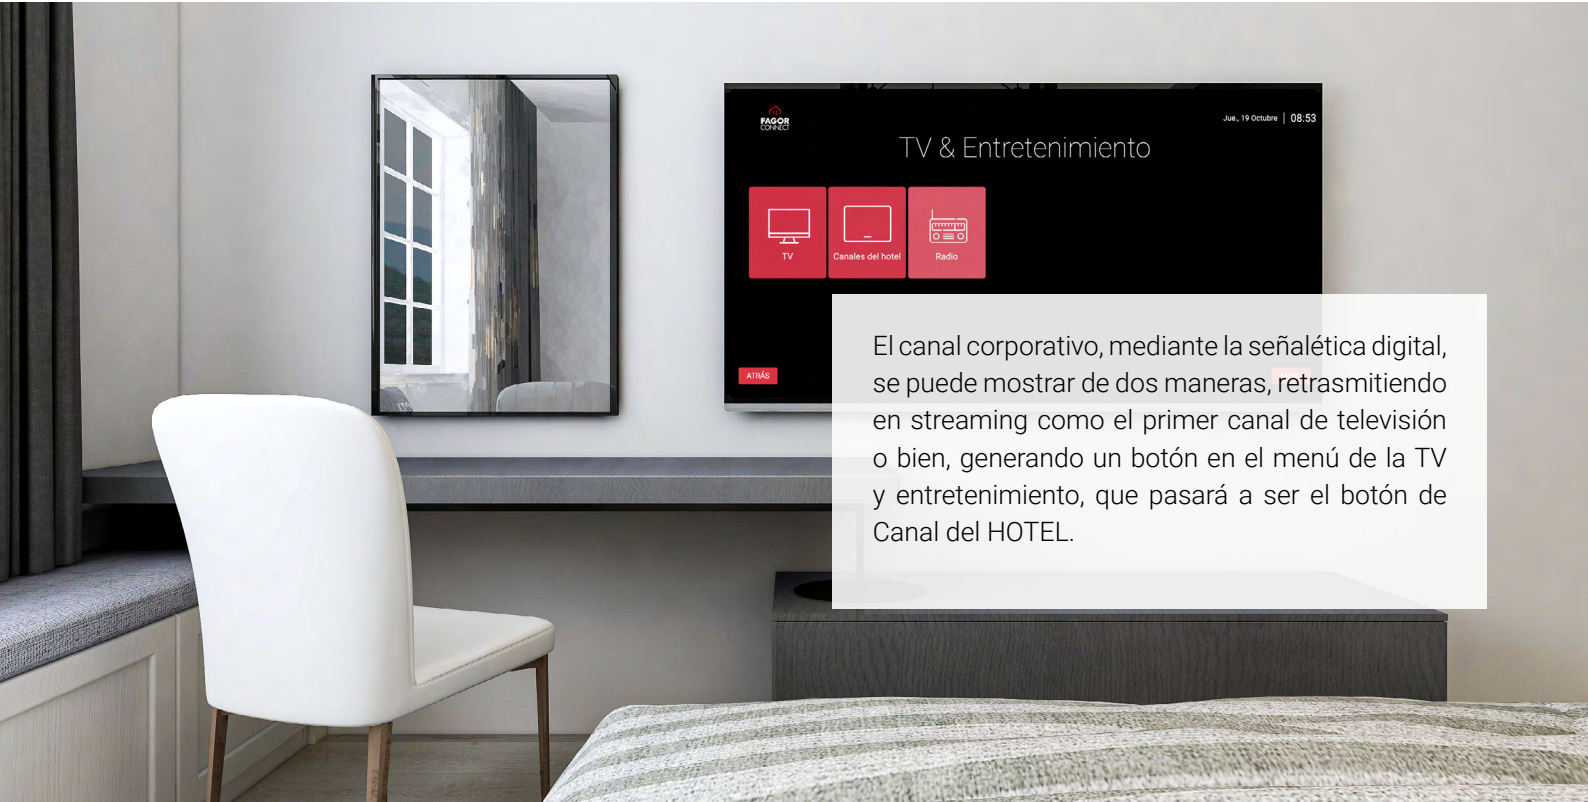 FAGOR
CONNECT
Jue., 19 Octubre | 08:53
TV & Entretenimiento
TV
Canales del hotel
Radio
ATRÁS
El canal corporativo, mediante la señalética digital,
se puede mostrar de dos maneras, retrasmitiendo
en streaming como el primer canal de televisión
o bien, generando un botón en el menú de la TV
y entretenimiento, que pasará a ser el botón de
Canal del HOTEL.